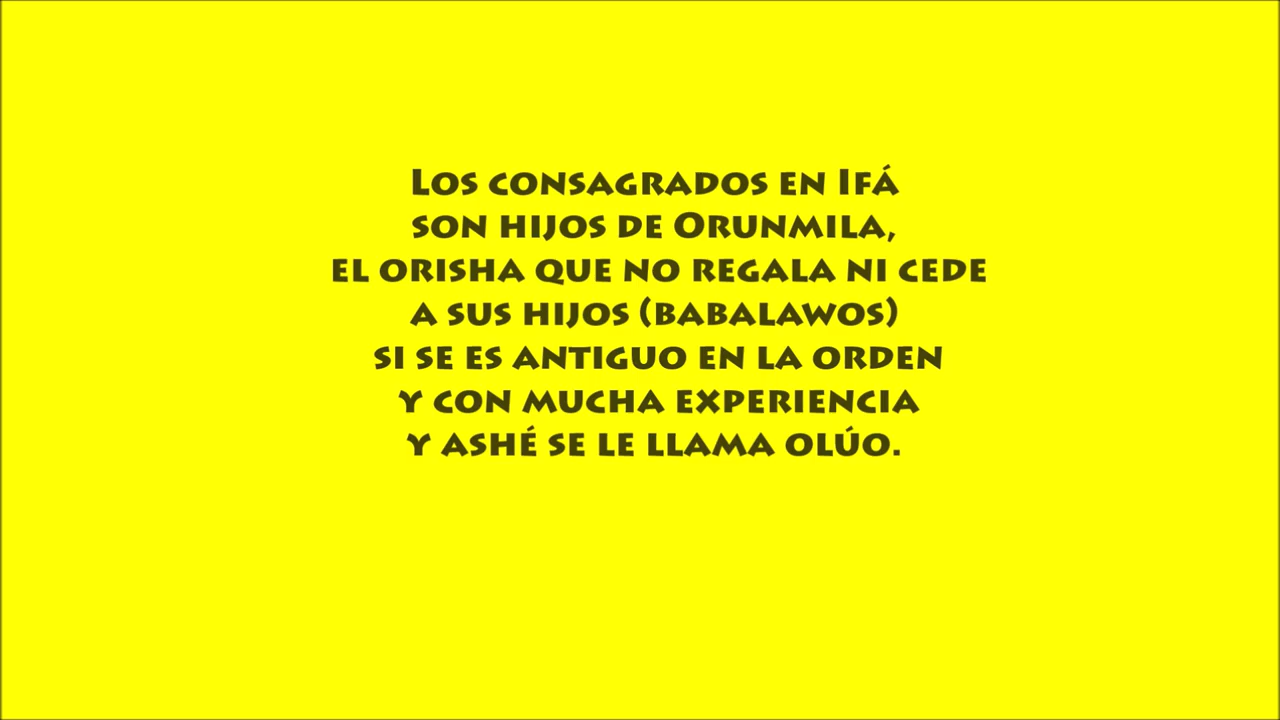 Los consagrados en Ifá
son hijos de Orunmila,
el orisha que no regala ni cede
a sus hijos (babalawos)
si se es antiguo en la orden
y con mucha experiencia
y ashé se le llama olúo.